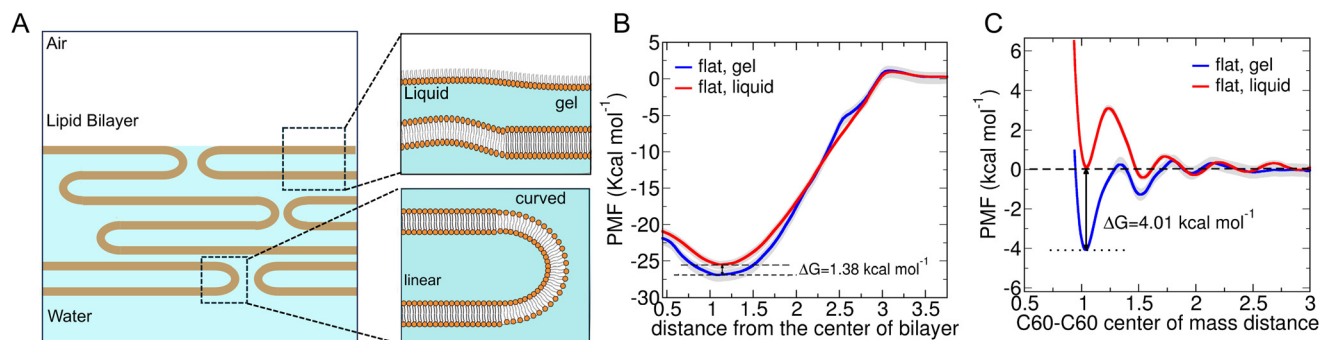 A
Air
Lipid Bilayer
Water
Liquid
gel
curved
linear
B
PMF (Kcal mol⁻¹)
5
0
-5
-10
-15
-20
-25
-30
flat, gel
flat, liquid
ΔG=1.38 kcal mol⁻¹
0.5 1 1.5 2 2.5 3 3.5
distance from the center of bilayer
C
PMF (kcal mol⁻¹)
6
4
2
0
-2
-4
-6
flat, gel
flat, liquid
ΔG=4.01 kcal mol⁻¹
0.5 1 1.5 2 2.5 3
C60-C60 center of mass distance